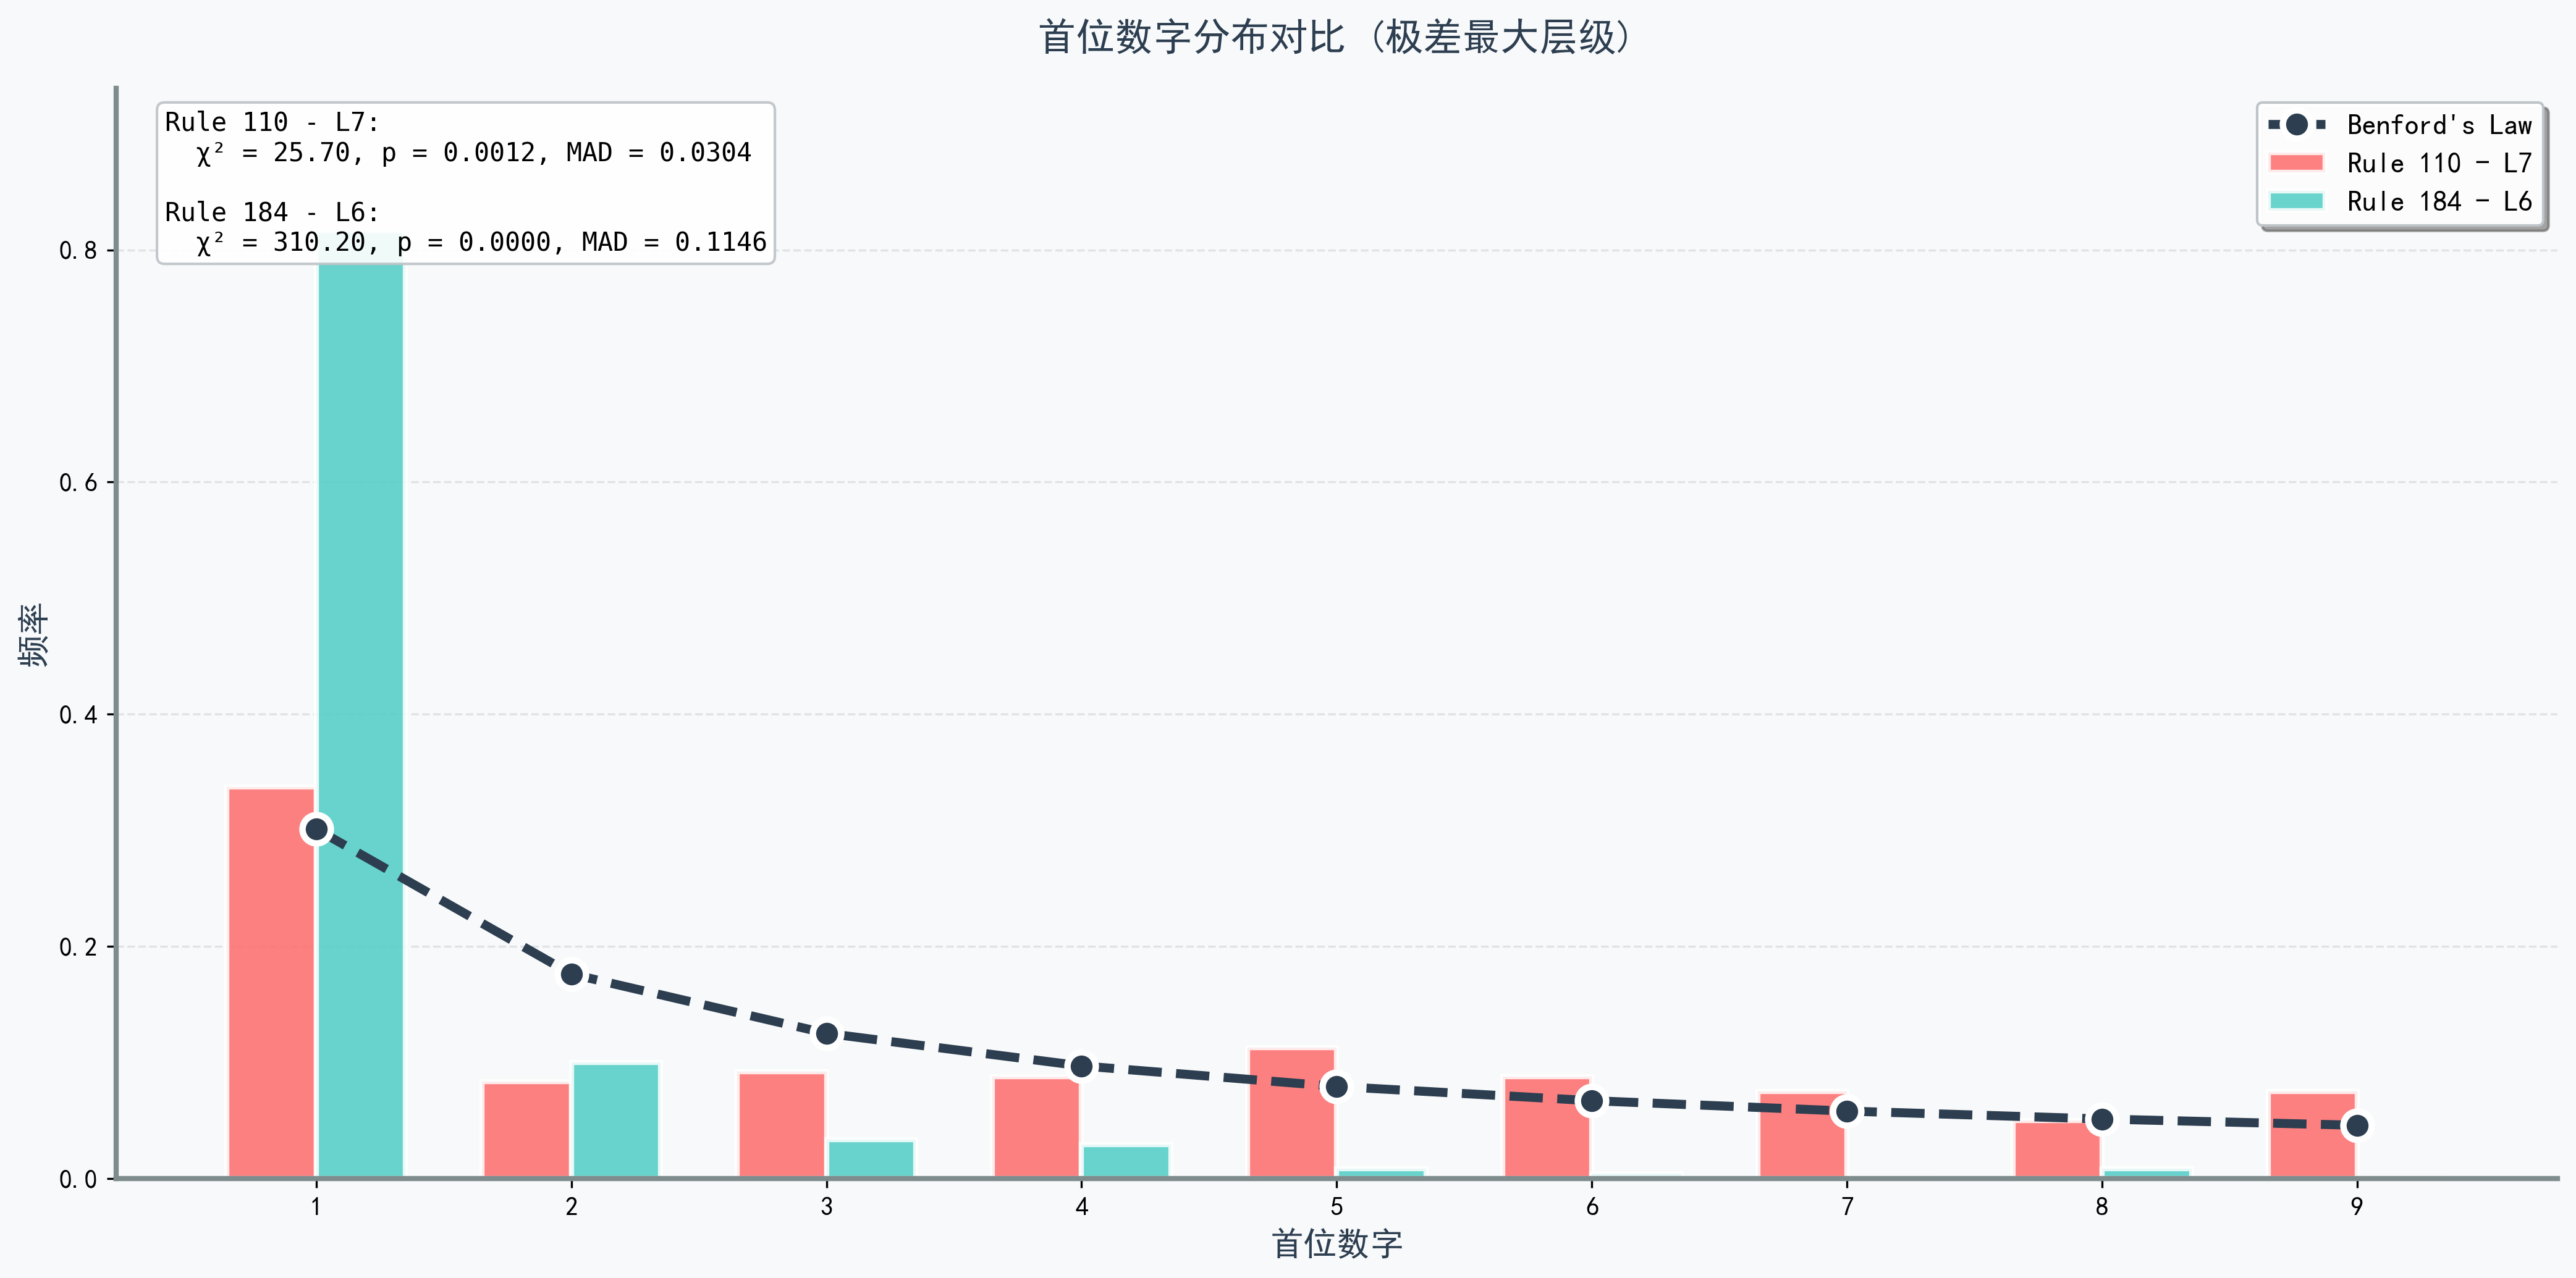 首位数字分布对比（极差最大层级）
Rule 110 - L7:
χ² = 25.70, p = 0.0012, MAD = 0.0304
Rule 184 - L6:
χ² = 310.20, p = 0.0000, MAD = 0.1146
Benford's Law
Rule 110 - L7
Rule 184 - L6
频率
0.8
0.6
0.4
0.2
0.0
1 2 3 4 5 6 7 8 9
首位数字